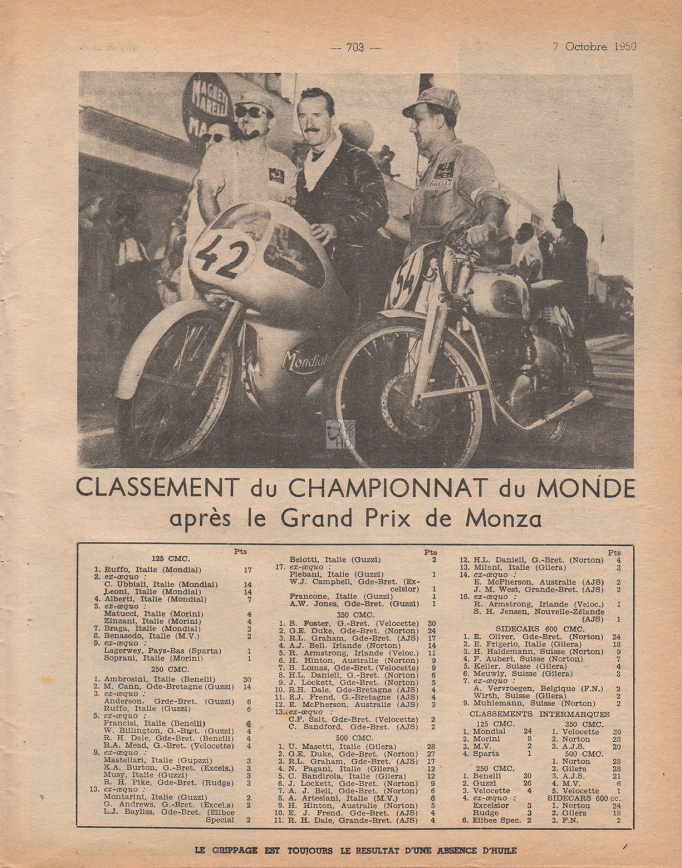 — 703 —
7 Octobre 1950
MAGNETI
MARELLI
MA
42
Mondial
54
CLASSEMENT du CHAMPIONNAT du MONDE
après le Grand Prix de Monza
Pts
125 CMC.
1. Ruffo, Italie (Mondial) 17
2. ex-æquo :
C. Ubbiali, Italie (Mondial) 14
Leoni, Italie (Mondial) 14
4. Alberti, Italie (Mondial) 7
5. ex-æquo :
Matucci, Italie (Morini) 4
Zinzani, Italie (Morini) 4
7. Braga, Italie (Mondial) 3
8. Benasedo, Italie (M.V.) 2
9. ex-æquo :
Lagerwey, Pays-Bas (Sparta) 1
Soprani, Italie (Morini) 1
250 CMC.
1. Ambrosini, Italie (Benelli) 30
2. M. Cann, Gde-Bretagne (Guzzi) 14
3. ex-æquo :
Anderson, Grde-Bret. (Guzzi) 6
Ruffo, Italie (Guzzi) 6
5. ex-æquo :
Francisi, Italie (Benelli) 4
W. Billington, G.-Bret. (Guzzi) 4
R. H. Dale, Gde-Bret. (Benelli) 4
R.A. Mead, G.-Bret. (Velocette) 4
9. ex-æquo :
Mastellari, Italie (Gupzzi) 3
K.A. Burton, G.-Bret. (Excels.) 3
Musy, Italie (Guzzi) 3
R. H. Pike, Gde-Bret. (Rudge) 3
13. ex-æquo :
Montarini, Italie (Guzzi) 2
G. Andrews, G.-Bret. (Excel.s) 2
L.J. Bayliss, Gde-Bret. (Ellbee
Special 2
Pts
Belotti, Italie (Guzzi) 2
17. ex-æquo :
Plebani, Italie (Guzzi) 1
W.J. Campbell, Gde-Bret. (Ex-
celsior) 1
Francone, Italie (Guzzi) 1
A.W. Jones, Gde-Bret. (Guzzi) 1
350 CMC.
1. B. Foster, G.-Bret. (Velocette) 30
2. G.E. Duke, Gde-Bret. (Norton) 24
3. R.L. Graham, Gde-Bret. (AJS) 17
4. A.J. Bell. Irlande (Norton) 14
5. R. Armstrong, Irlande (Veloc.) 11
6. H. Hinton, Australie (Norton) 9
7. B. Lomas, Gde-Bret. (Velocette) 9
8. H.L. Daniell, G.-Bret. (Norton) 6
9. J. Lockett, Gde-Bret. (Norton) 5
10. R.H. Dale, Gde-Bretagne (AJS) 4
11. E.J. Frend, G.-Bretagne (AJS) 4
12. E. McPherson, Australie (AJS) 3
13. ex-æquo :
C.F. Salt, Gde-Bret. (Velocette) 2
C. Sandford, Gde-Bret. (AJS) 2
500 CMC.
1. U. Masetti, Italie (Gilera) 28
2. G.E. Duke, Gde-Bret. (Norton) 27
3. R.L. Graham, Gde-Bret. (AJS) 17
4. N. Pagani, Italie (Gilera) 12
5. C. Bandirola, Italie (Gilera) 12
6. J. Lockett, Gde-Bret. (Norton) 9
7. A. J. Bell, Gde-Bret. (Norton) 6
8. A. Artesiani, Italie (M.V.) 6
9. H. Hinton, Australie (Norton) 5
10. E. J. Frend, Gde-Bret. (AJS) 4
11. R. H. Dale, Grande-Bret. (AJS) 4
Pts
12. H.L. Daniell, G.-Bret. (Norton) 4
13. Milani, Italie (Gilera) 3
14. ex-æquo :
E. McPherson, Australie (AJS) 2
J. M. West, Grande-Bret. (AJS) 2
16. ex-æquo :
R. Armstrong, Irlande (Veloc.) 1
S. H. Jensen, Nouvelle-Zélande
(AJS) 1
SIDECARS 600 CMC.
1. E. Oliver, Gde-Bret. (Norton) 24
2. E. Frigerio, Italie (Gilera) 18
3. H. Haldemann, Suisse (Norton) 9
4. F. Aubert, Suisse (Norton) 7
5. Keller, Suisse (Gilera) 4
6. Meuwly, Suisse (Gilera) 3
7. ex-æquo :
A. Vervroegen, Belgique (F.N.) 2
Wirth, Suisse (Gilera) 2
9. Muhlemann, Suisse (Norton) 2
CLASSEMENTS INTERMARQUES
125 CMC.
1. Mondial 24
2. Morini 8
3. M.V. 2
4. Sparta 1
250 CMC.
1. Benelli 30
2. Guzzi 26
3. Velocette 4
4. ex-æquo :
Excelsior 3
Rudge 3
6. Ellbee Spec. 2
350 CMC.
1. Velocette 30
2. Norton 28
3. A.J.S. 20
500 CMC.
1. Norton 28
2. Gilera 28
3. A.J.S. 21
4. M.V. 6
5. Velocette 1
SIDECARS 600 cc.
1. Norton 24
2. Gilera 18
3. F.N. 2
LE GRIPPAGE EST TOUJOURS LE RESULTAT D'UNE ABSENCE D'HUILE